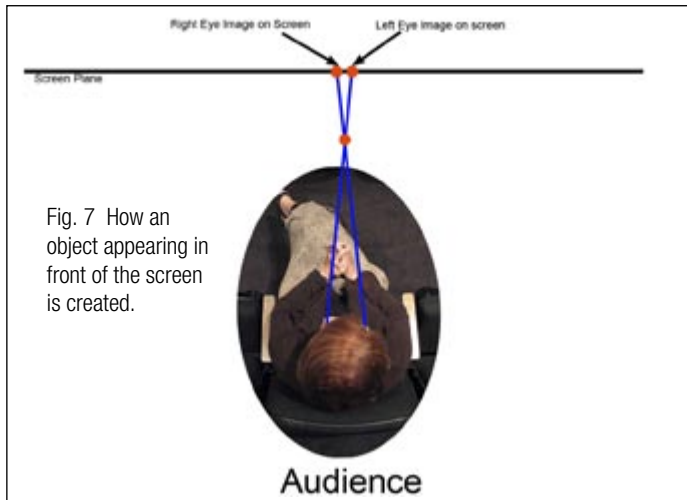 Right Eye Image on Screen
Left Eye Image on screen
Screen Plane
Fig. 7 How an
object appearing in
front of the screen
is created.
Audience